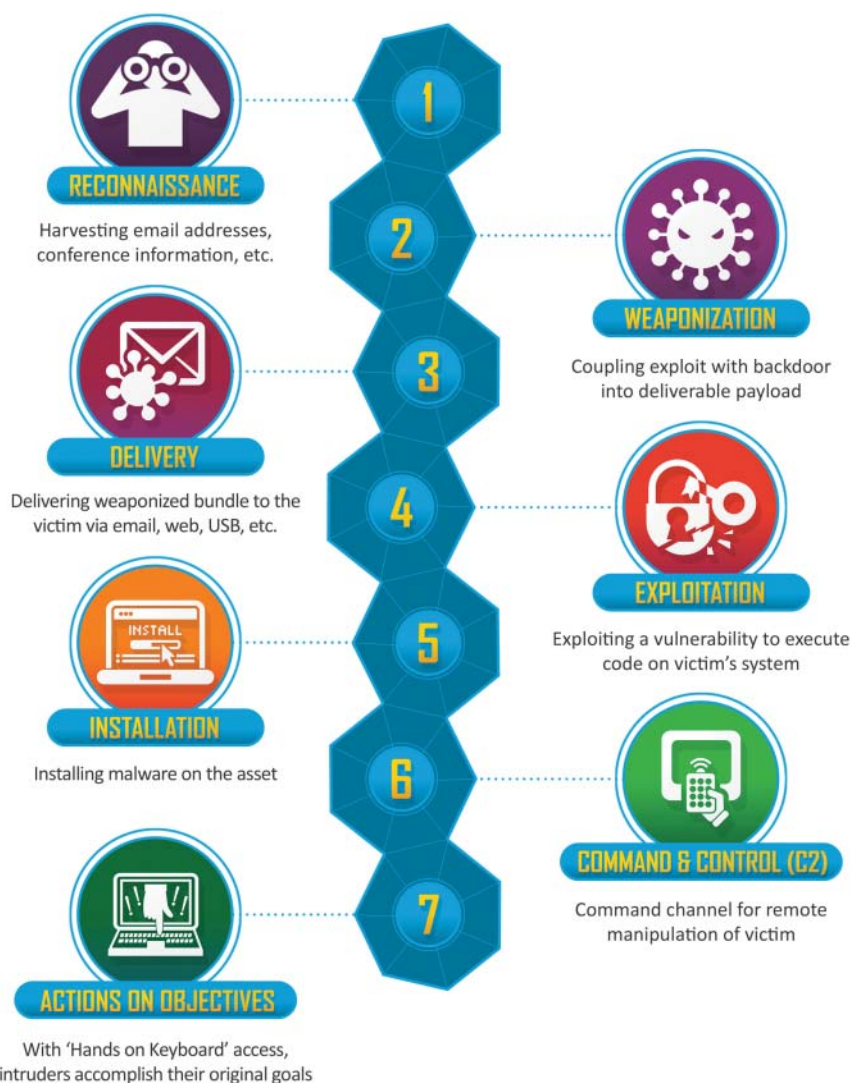 1
RECONNAISSANCE
Harvesting email addresses,
conference information, etc.
2
WEAPONIZATION
Coupling exploit with backdoor
into deliverable payload
3
DELIVERY
Delivering weaponized bundle to the
victim via email, web, USB, etc.
4
EXPLOITATION
Exploiting a vulnerability to execute
code on victim's system
5
INSTALL
INSTALLATION
Installing malware on the asset
6
COMMAND & CONTROL (C2)
Command channel for remote
manipulation of victim
7
ACTIONS ON OBJECTIVES
With ‘Hands on Keyboard’ access,
intruders accomplish their original goals